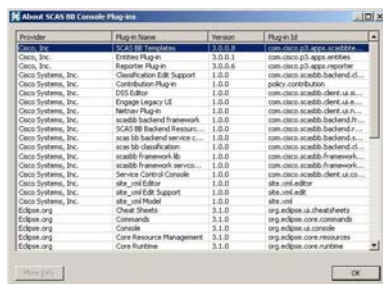 About SCAS BB Console Plug-ins
Provider Plug-in Name Version Plug-in Id
Cisco, Inc SCAS BB Templates 3.0.0.8 com.cisco.p3.apps.scasbbte...
Cisco, Inc. Entities Plug-in 3.0.0.1 com.cisco.p3.apps.entities
Cisco, Inc. Reporter Plug-in 3.0.0.6 com.cisco.p3.apps.reporter
Cisco Systems, Inc. Classification Edit Support 1.0.0 com.cisco.scasbb.backend.cl...
Cisco Systems, Inc. Contribution Plug-in 1.0.0 policy.contribution
Cisco Systems, Inc. DSS Editor 1.0.0 com.cisco.scasbb.client.ui.s...
Cisco Systems, Inc. Engage Legacy UI 1.0.0 com.cisco.scasbb.client.ui.e...
Cisco Systems, Inc. Netnav Plug-in 1.0.0 com.cisco.scasbb.client.ui.n...
Cisco Systems, Inc. scasbb backend framework 1.0.0 com.cisco.scasbb.backend.fr...
Cisco Systems, Inc. SCAS BB Backend Resourc... 1.0.0 com.cisco.scasbb.backend.r...
Cisco Systems, Inc. scas bb backend service c... 1.0.0 com.cisco.scasbb.backend...
Cisco Systems, Inc. scas bb classification 1.0.0 com.cisco.scasbb.backend.cl...
Cisco Systems, Inc. scasbb framework lib 1.0.0 com.cisco.scasbb.framework...
Cisco Systems, Inc. scasbb framework servco... 1.0.0 com.cisco.scasbb.framework...
Cisco Systems, Inc. Service Control Console 1.0.0 com.cisco.scasbb.client.ui.co...
Cisco Systems, Inc. site_xml Editor 1.0.0 site.xml.editor
Cisco Systems, Inc. site_xml Edit Support 1.0.0 site.xml.edit
Cisco Systems, Inc. site_xml Model 1.0.0 site.xml
Eclipse.org Cheat Sheets 3.1.0 org.eclipse.ui.cheatsheets
Eclipse.org Commands 3.1.0 org.eclipse.core.commands
Eclipse.org Console 3.1.0 org.eclipse.ui.console
Eclipse.org Core Resource Management 3.1.0 org.eclipse.core.resources
Eclipse.org Core Runtime 3.1.0 org.eclipse.core.runtime
More Info OK